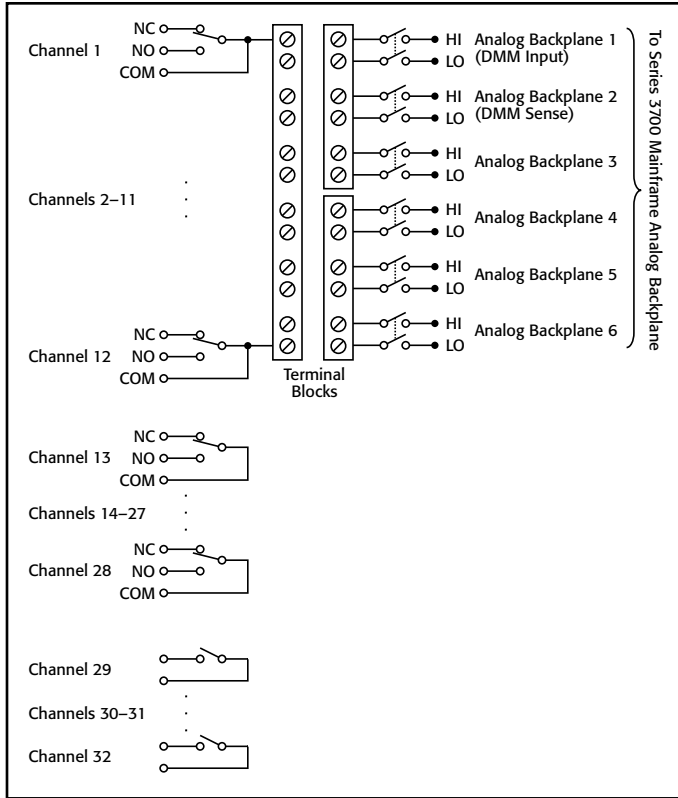 NC
Channel 1
NO
COM
HI
LO
Analog Backplane 1
(DMM Input)
HI
LO
Analog Backplane 2
(DMM Sense)
HI
LO
Analog Backplane 3
Channels 2–11
HI
LO
Analog Backplane 4
HI
LO
Analog Backplane 5
HI
LO
Analog Backplane 6
To Series 3700 Mainframe Analog Backplane
NC
Channel 12
NO
COM
Terminal
Blocks
NC
Channel 13
NO
COM
Channels 14–27
NC
Channel 28
NO
COM
Channel 29
Channels 30–31
Channel 32